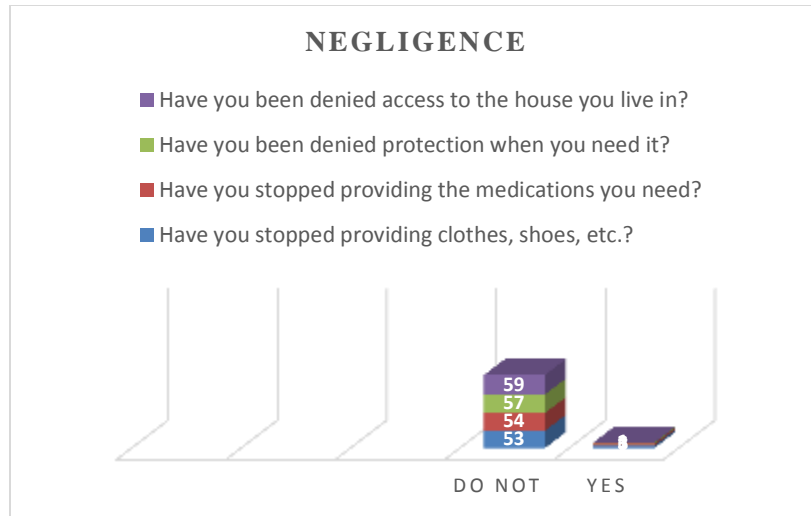 NEGLIGENCE
Have you been denied access to the house you live in?
Have you been denied protection when you need it?
Have you stopped providing the medications you need?
Have you stopped providing clothes, shoes, etc.?
59
57
54
53
DO NOT YES